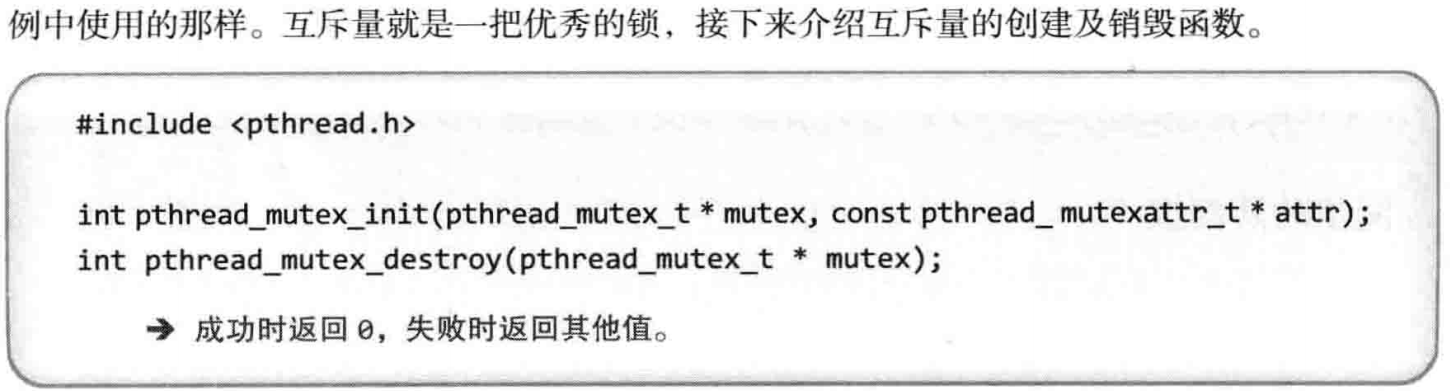 例中使用的那样。互斥量就是一把优秀的锁，接下来介绍互斥量的创建及销毁函数。
#include <pthread.h>
int pthread_mutex_init(pthread_mutex_t * mutex, const pthread_mutexattr_t * attr);
int pthread_mutex_destroy(pthread_mutex_t * mutex);
→ 成功时返回 0，失败时返回其他值。